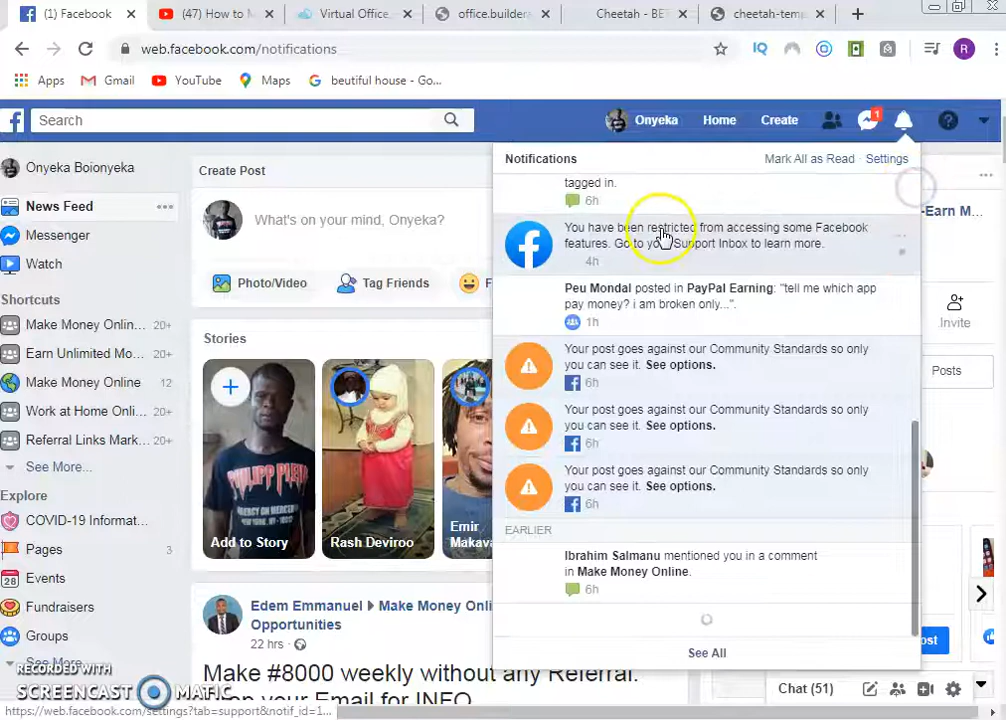 (1) Facebook
(47) How to M
Virtual Office
office.builder
Cheetah - BET
cheetah-temp
web.facebook.com/notifications
Apps
Gmail
YouTube
Maps
beutiful house - Go...
Search
Onyeka
Home
Create
1
Onyeka Boionyeka
News Feed
Messenger
Watch
Shortcuts
Make Money Onlin... 20+
Earn Unlimited Mo... 20+
Make Money Online 12
Work at Home Onli... 20+
Referral Links Mark... 20+
See More...
Explore
COVID-19 Informat...
Pages 3
Events
Fundraisers
Groups
See More...
Create Post
What's on your mind, Onyeka?
Photo/Video
Tag Friends
F
Stories
Add to Story
Rash Deviroo
Emir
Makava
Edem Emmanuel Make Money Onli
Opportunities
22 hrs
Make #8000 weekly without any Referral.
Drop your Email for INFO
Notifications
Mark All as Read
Settings
tagged in.
6h
You have been restricted from accessing some Facebook
features. Go to your Support Inbox to learn more.
4h
Peu Mondal posted in PayPal Earning: "tell me which app
pay money? i am broken only...".
1h
Your post goes against our Community Standards so only
you can see it. See options.
6h
Your post goes against our Community Standards so only
you can see it. See options.
6h
Your post goes against our Community Standards so only
you can see it. See options.
6h
EARLIER
Ibrahim Salmanu mentioned you in a comment
in Make Money Online.
6h
See All
-Earn M...
Invite
Posts
ost
Chat (51)
RECORDED WITH
SCREENCAST MATIC
https://web.facebook.com/settings?tab=support&notif_id=1...